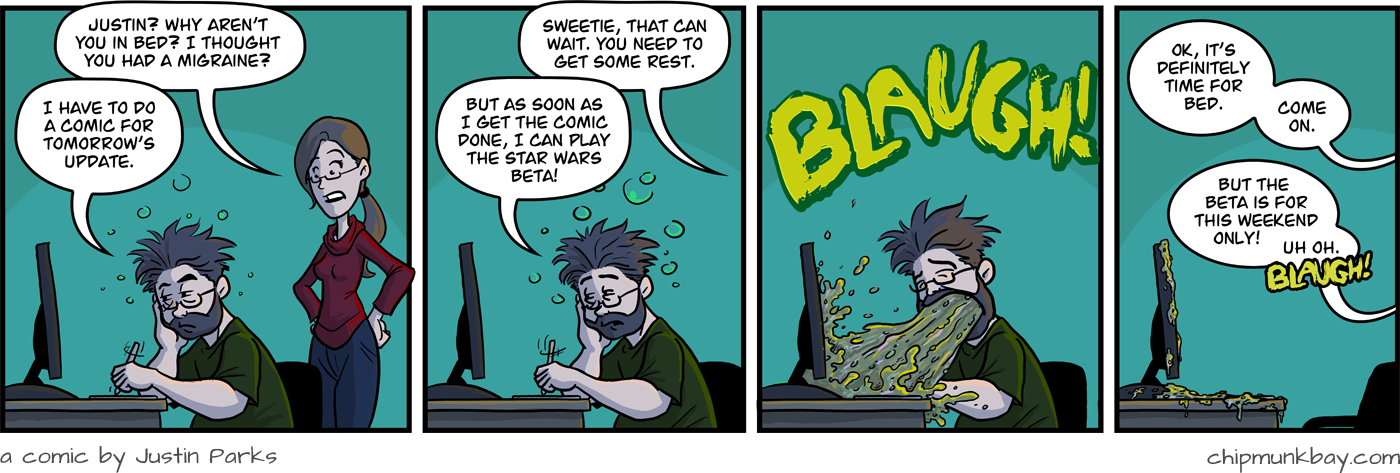 JUSTIN? WHY AREN'T
YOU IN BED? I THOUGHT
YOU HAD A MIGRAINE?
I HAVE TO DO
A COMIC FOR
TOMORROW'S
UPDATE.
SWEETIE, THAT CAN
WAIT. YOU NEED TO
GET SOME REST.
BUT AS SOON AS
I GET THE COMIC
DONE, I CAN PLAY
THE STAR WARS
BETA!
BLAUGH!
OK, IT'S
DEFINITELY
TIME FOR
BED.
COME
ON.
BUT THE
BETA IS FOR
THIS WEEKEND
ONLY!
UH OH.
BLAUGH!
a comic by Justin Parks
chipmunkbay.com